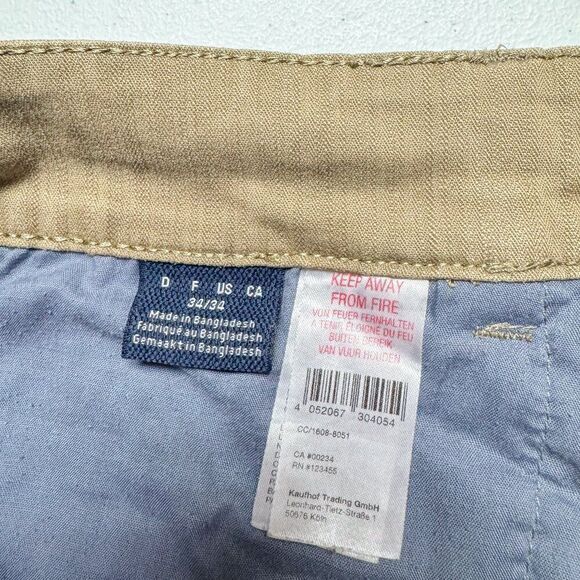 D F US CA
34/34
Made in Bangladesh
Fabriqué au Bangladesh
Gemaakt in Bangladesh
KEEP AWAY
FROM FIRE
VON FEUER FERNHALTEN
A TENIR ÉLOIGNÉ DU FEU
BUITEN BEREIK
VAN VUUR HOUDEN
4 052067 304054
CC/1608-8051
CA #00234
RN #123455
Kaufhof Trading GmbH
Leonhard-Tietz-Straße 1
50676 Köln